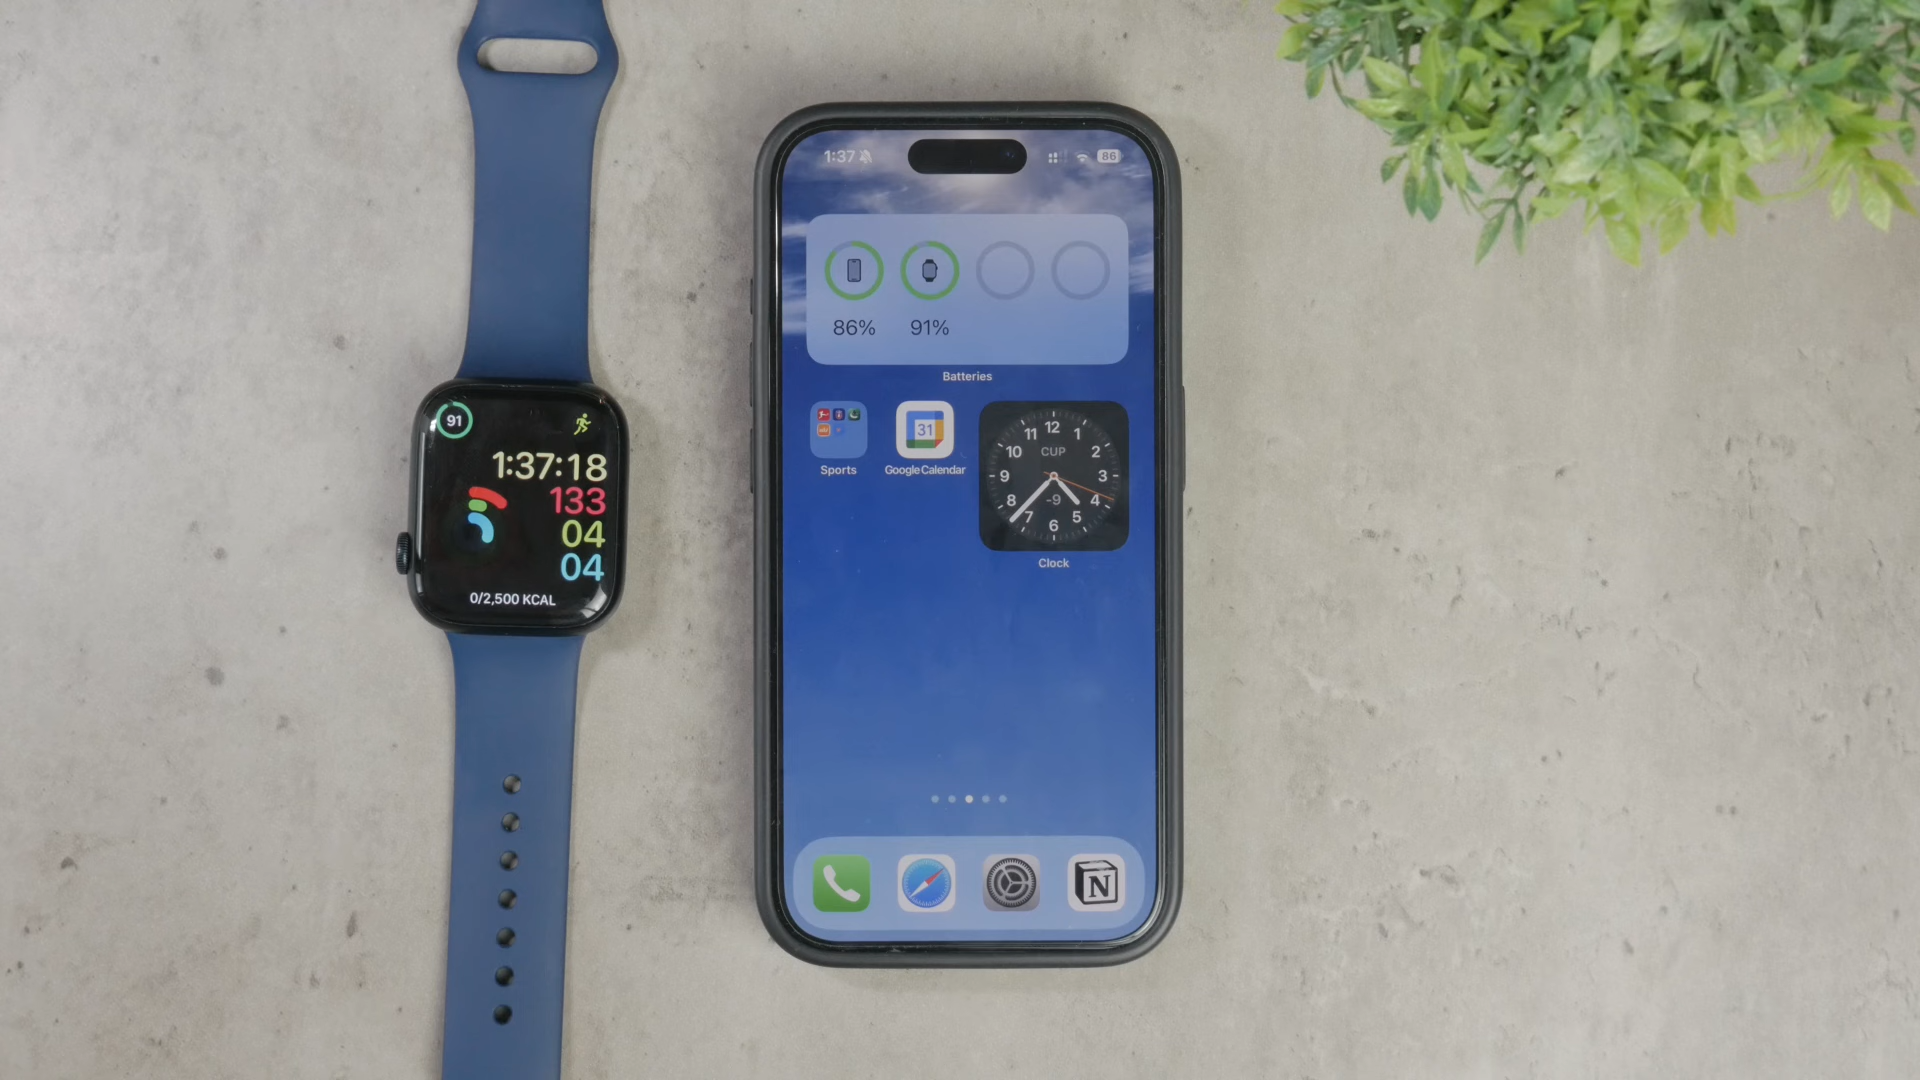 91
1:37:18
133
04
04
0/2,500 KCAL
1:37
86
86% 91%
Batteries
31
Sports
Google Calendar
12
11 1
10 CUP 2
9 3
8 -9 4
7 5
6
Clock
N